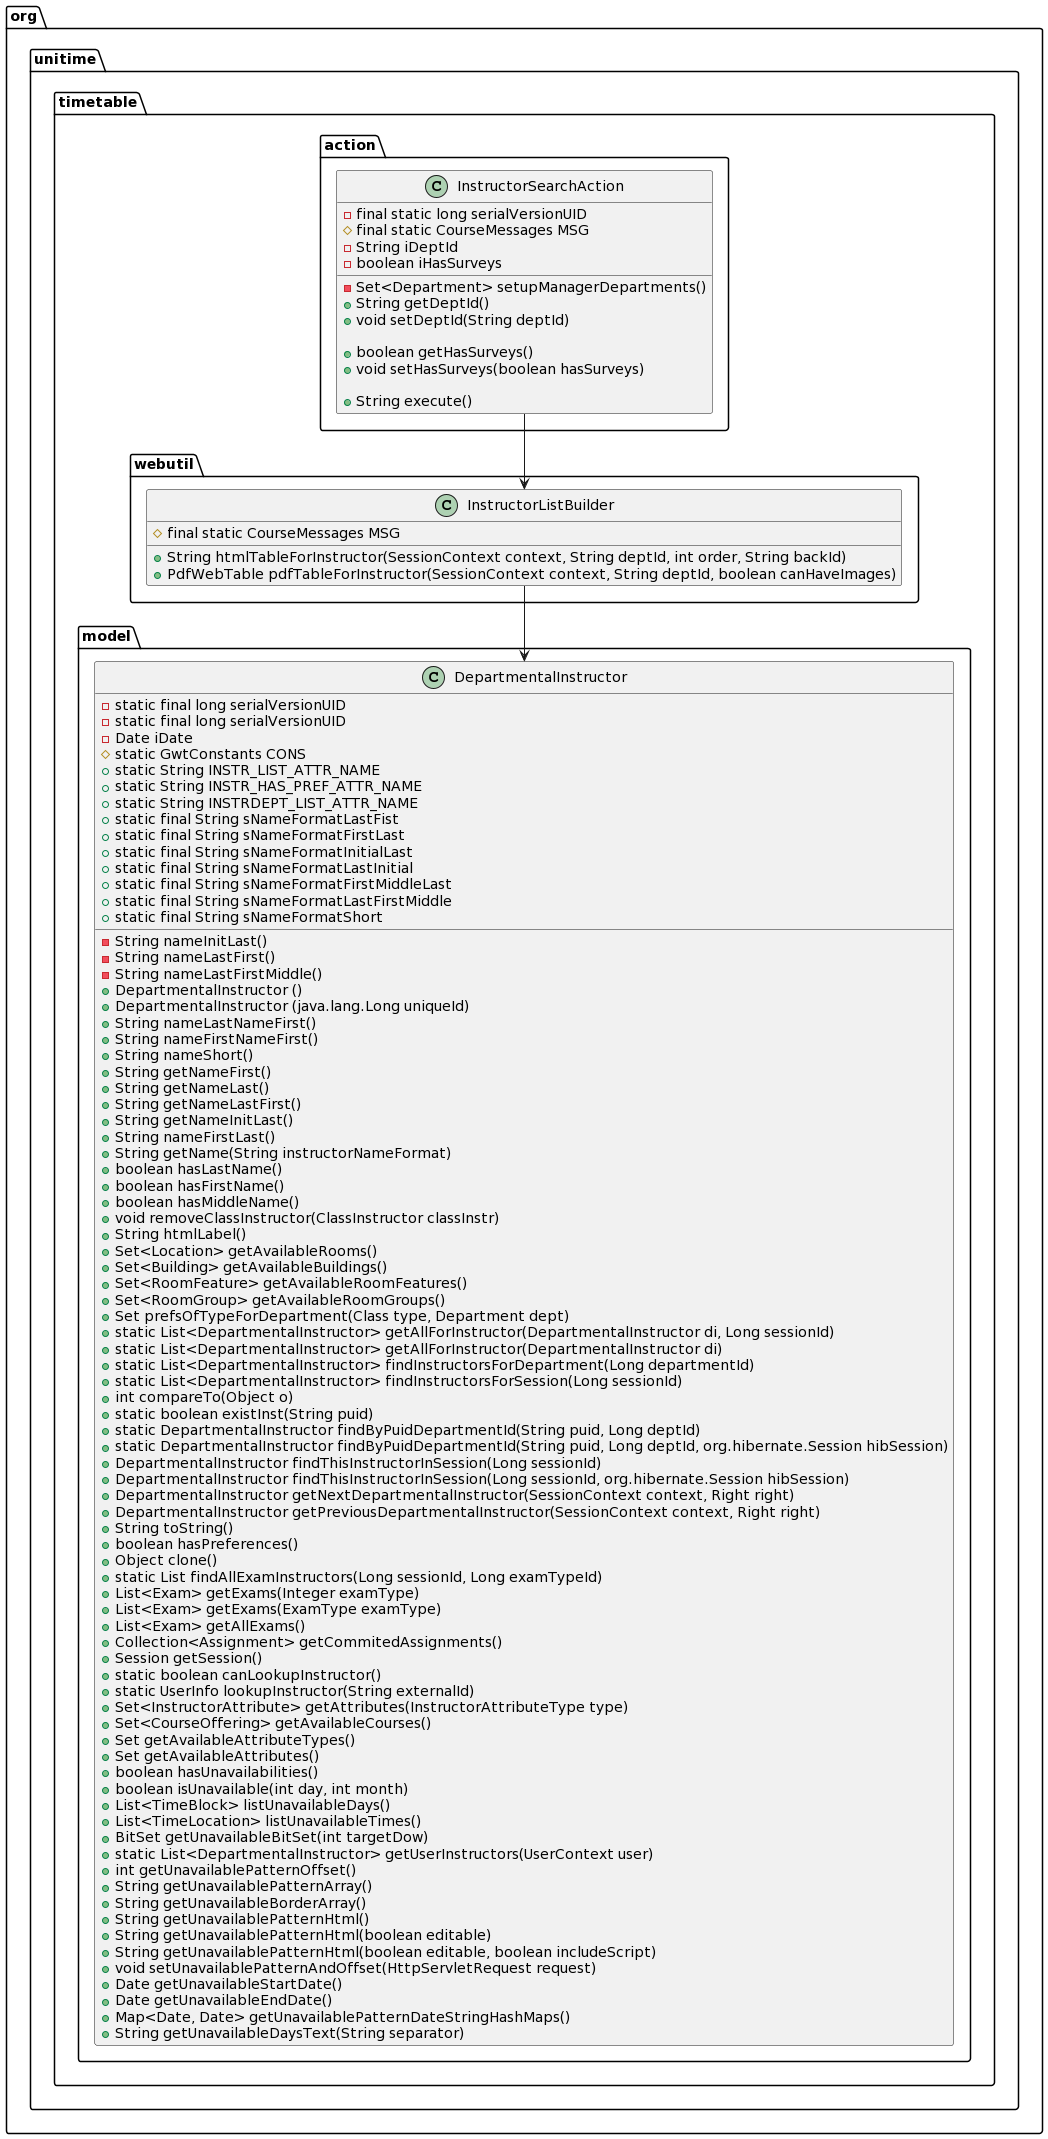 org
unitime
timetable
action
C InstructorSearchAction
final static long serialVersionUID
final static CourseMessages MSG
String iDeptId
boolean iHasSurveys
Set<Department> setupManagerDepartments()
String getDeptId()
void setDeptId(String deptId)
boolean getHasSurveys()
void setHasSurveys(boolean hasSurveys)
String execute()
webutil
C InstructorListBuilder
final static CourseMessages MSG
String htmlTableForInstructor(SessionContext context, String deptId, int order, String backId)
PdfWebTable pdfTableForInstructor(SessionContext context, String deptId, boolean canHaveImages)
model
C DepartmentalInstructor
static final long serialVersionUID
static final long serialVersionUID
Date iDate
static GwtConstants CONS
static String INSTR_LIST_ATTR_NAME
static String INSTR_HAS_PREF_ATTR_NAME
static String INSTRDEPT_LIST_ATTR_NAME
static final String sNameFormatLastFist
static final String sNameFormatFirstLast
static final String sNameFormatInitialLast
static final String sNameFormatLastInitial
static final String sNameFormatFirstMiddleLast
static final String sNameFormatLastFirstMiddle
static final String sNameFormatShort
String nameInitLast()
String nameLastFirst()
String nameLastFirstMiddle()
DepartmentalInstructor ()
DepartmentalInstructor (java.lang.Long uniqueId)
String nameLastNameFirst()
String nameFirstNameFirst()
String nameShort()
String getNameFirst()
String getNameLast()
String getNameLastFirst()
String getNameInitLast()
String nameFirstLast()
String getName(String instructorNameFormat)
boolean hasLastName()
boolean hasFirstName()
boolean hasMiddleName()
void removeClassInstructor(ClassInstructor classInstr)
String htmlLabel()
Set<Location> getAvailableRooms()
Set<Building> getAvailableBuildings()
Set<RoomFeature> getAvailableRoomFeatures()
Set<RoomGroup> getAvailableRoomGroups()
Set prefsOfTypeForDepartment(Class type, Department dept)
static List<DepartmentalInstructor> getAllForInstructor(DepartmentalInstructor di, Long sessionId)
static List<DepartmentalInstructor> getAllForInstructor(DepartmentalInstructor di)
static List<DepartmentalInstructor> findInstructorsForDepartment(Long departmentId)
static List<DepartmentalInstructor> findInstructorsForSession(Long sessionId)
int compareTo(Object o)
static boolean existInst(String puid)
static DepartmentalInstructor findByPuidDepartmentId(String puid, Long deptId)
static DepartmentalInstructor findByPuidDepartmentId(String puid, Long deptId, org.hibernate.Session hibSession)
DepartmentalInstructor findThisInstructorInSession(Long sessionId)
DepartmentalInstructor findThisInstructorInSession(Long sessionId, org.hibernate.Session hibSession)
DepartmentalInstructor getNextDepartmentalInstructor(SessionContext context, Right right)
DepartmentalInstructor getPreviousDepartmentalInstructor(SessionContext context, Right right)
String toString()
boolean hasPreferences()
Object clone()
static List findAllExamInstructors(Long sessionId, Long examTypeId)
List<Exam> getExams(Integer examType)
List<Exam> getExams(ExamType examType)
List<Exam> getAllExams()
Collection<Assignment> getCommitedAssignments()
Session getSession()
static boolean canLookupInstructor()
static UserInfo lookupInstructor(String externalId)
Set<InstructorAttribute> getAttributes(InstructorAttributeType type)
Set<CourseOffering> getAvailableCourses()
Set getAvailableAttributeTypes()
Set getAvailableAttributes()
boolean hasUnavailabilities()
boolean isUnavailable(int day, int month)
List<TimeBlock> listUnavailableDays()
List<TimeLocation> listUnavailableTimes()
BitSet getUnavailableBitSet(int targetDow)
static List<DepartmentalInstructor> getUserInstructors(UserContext user)
int getUnavailablePatternOffset()
String getUnavailablePatternArray()
String getUnavailableBorderArray()
String getUnavailablePatternHtml()
String getUnavailablePatternHtml(boolean editable)
String getUnavailablePatternHtml(boolean editable, boolean includeScript)
void setUnavailablePatternAndOffset(HttpServletRequest request)
Date getUnavailableStartDate()
Date getUnavailableEndDate()
Map<Date, Date> getUnavailablePatternDateStringHashMaps()
String getUnavailableDaysText(String separator)